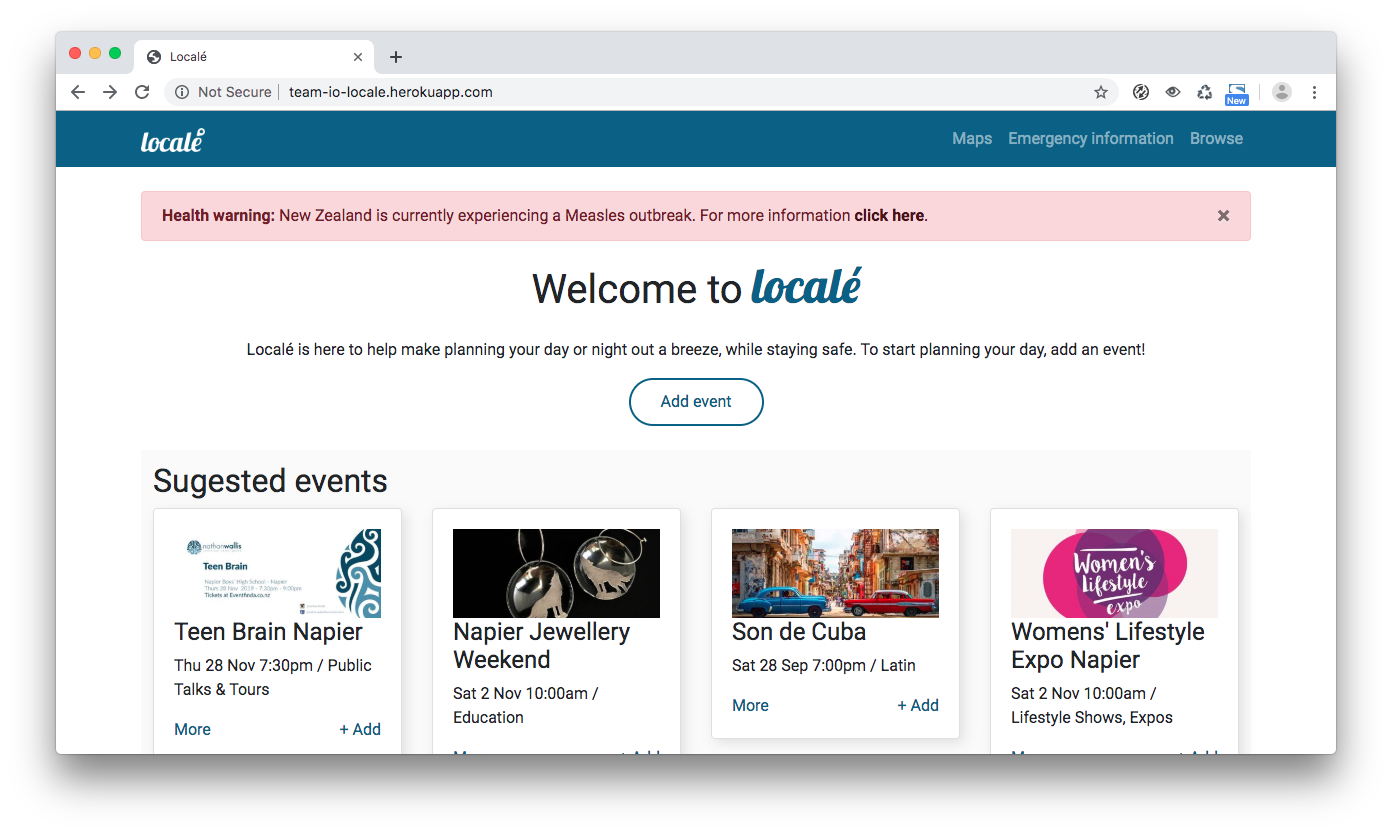 Localé
Not Secure team-io-locale.herokuapp.com
New
localé
Maps Emergency information Browse
Health warning: New Zealand is currently experiencing a Measles outbreak. For more information click here.
Welcome to localé
Localé is here to help make planning your day or night out a breeze, while staying safe. To start planning your day, add an event!
Add event
Sugested events
nathanwallis
Teen Brain
Napier Boys' High School - Napier
Thurs 28 Nov 2019 - 7:30pm - 9:00pm
Tickets at Eventfinda.co.nz
Teen Brain Napier
Thu 28 Nov 7:30pm / Public
Talks & Tours
More + Add
Napier Jewellery
Weekend
Sat 2 Nov 10:00am /
Education
More + Add
Son de Cuba
Sat 28 Sep 7:00pm / Latin
More + Add
Women's
Lifestyle
expo
Womens' Lifestyle
Expo Napier
Sat 2 Nov 10:00am /
Lifestyle Shows, Expos
More + Add